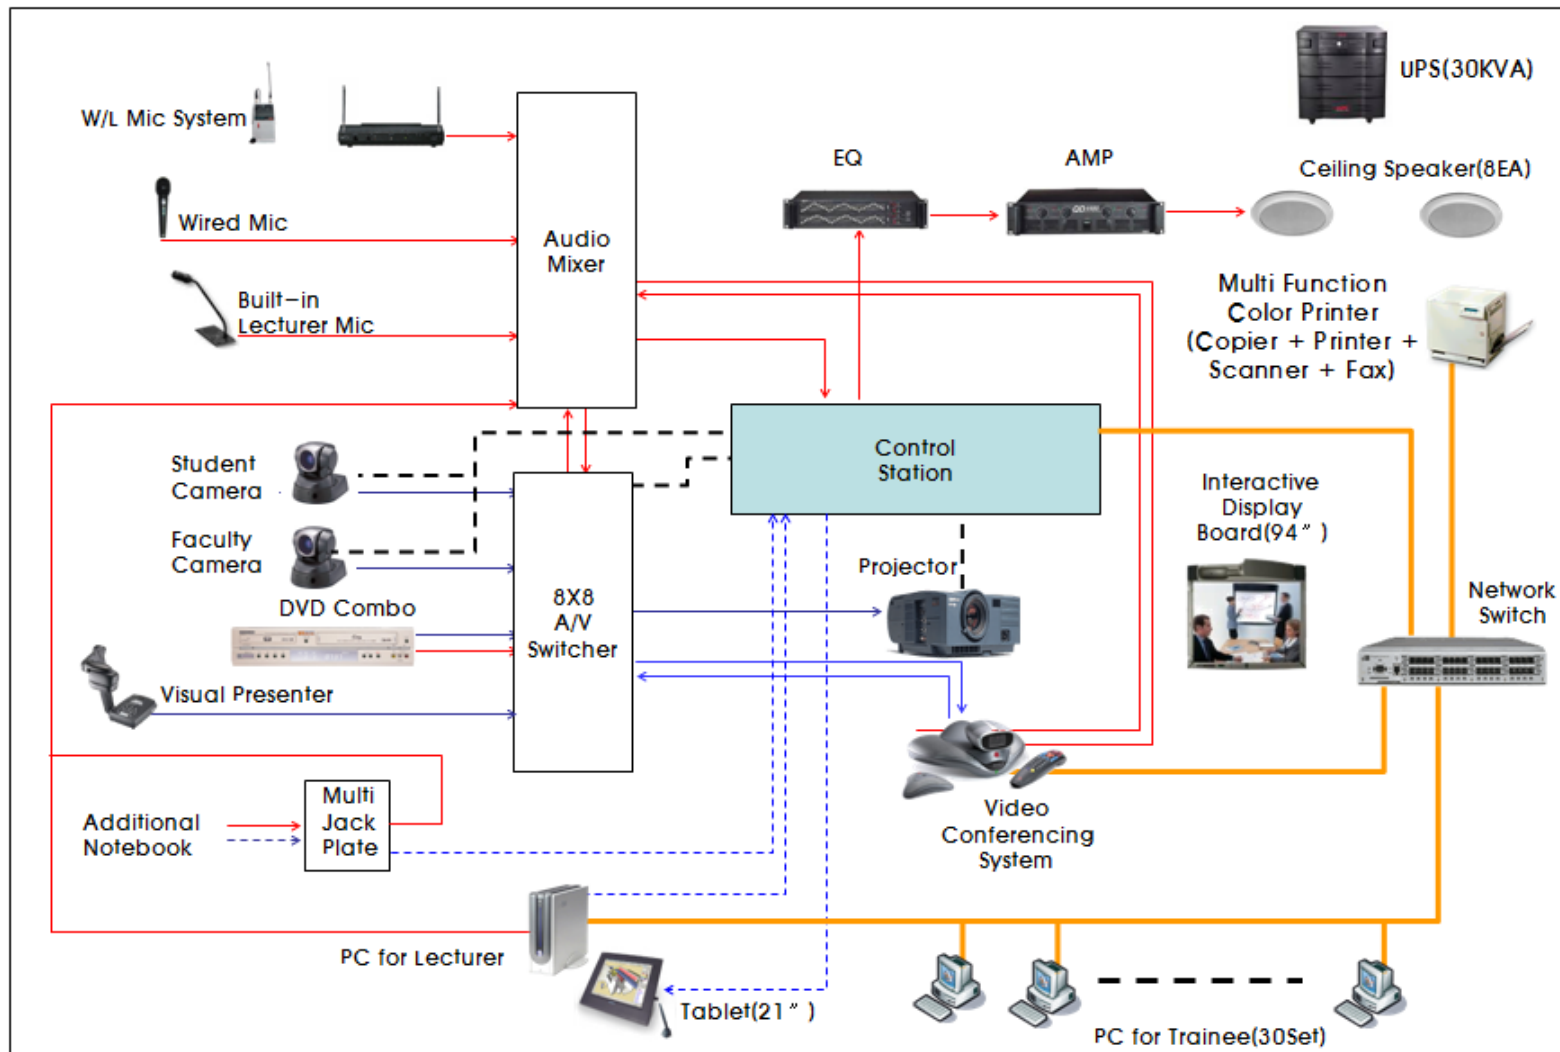 UPS(30KVA)
W/L Mic System
EQ
AMP
Ceiling Speaker(8EA)
Wired Mic
Audio
Mixer
Built-in
Lecturer Mic
Multi Function
Color Printer
(Copier + Printer +
Scanner + Fax)
Student
Camera
Control
Station
Interactive
Display
Board(94″ )
Faculty
Camera
Projector
Network
Switch
DVD Combo
8X8
A/V
Switcher
Visual Presenter
Multi
Jack
Plate
Additional
Notebook
Video
Conferencing
System
PC for Lecturer
Tablet(21″ )
PC for Trainee(30Set)